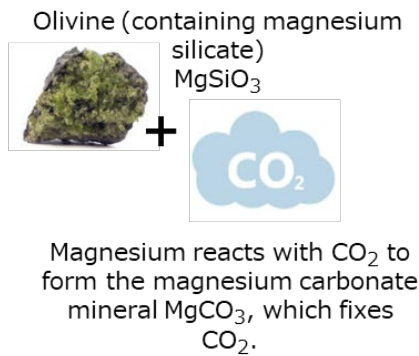 Olivine (containing magnesium
silicate)
MgSiO₃
+
CO₂
Magnesium reacts with CO₂ to
form the magnesium carbonate
mineral MgCO₃, which fixes
CO₂.